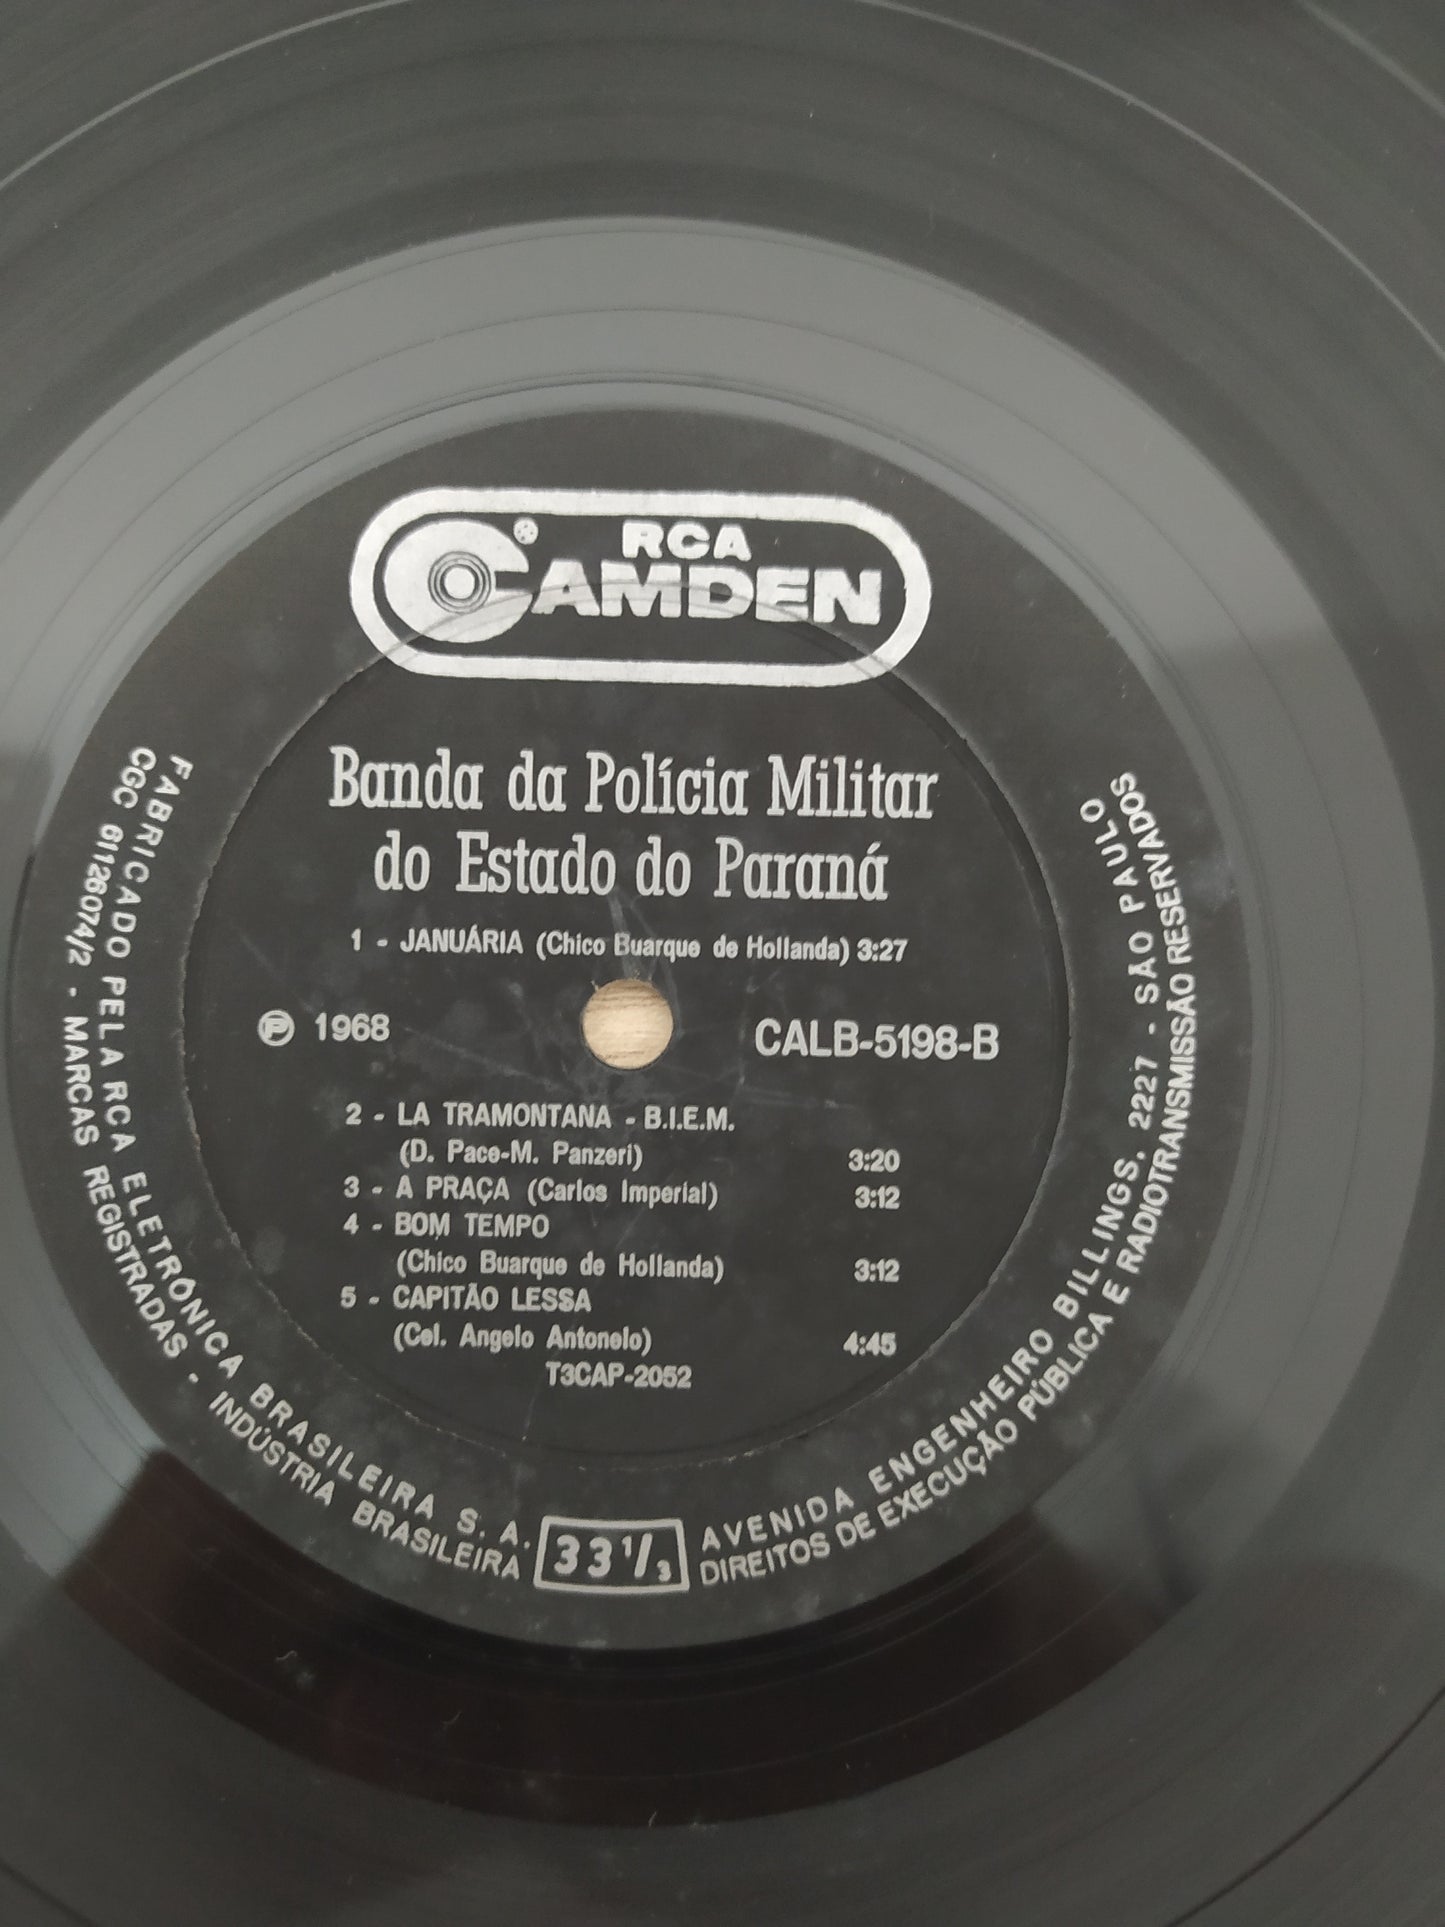 RCA
CAMDEN
Banda da Polícia Militar
do Estado do Paraná
1 - JANUÁRIA (Chico Buarque de Hollanda) 3:27
℗ 1968
CALB-5198-B
2 - LA TRAMONTANA - B.I.E.M.
(D. Pace-M. Panzeri) 3:20
3 - A PRAÇA (Carlos Imperial) 3:12
4 - BOM TEMPO
(Chico Buarque de Hollanda) 3:12
5 - CAPITÃO LESSA
(Cel. Angelo Antonelo) 4:45
T3CAP-2052
FABRICADO PELA RCA ELETRÔNICA BRASILEIRA S. A.
CGC 61126074/2 - MARCAS REGISTRADAS - INDÚSTRIA BRASILEIRA
33 1/3
AVENIDA ENGENHEIRO BILLINGS, 2227 - SÃO PAULO
DIREITOS DE EXECUÇÃO PÚBLICA E RADIOTRANSMISSÃO RESERVADOS